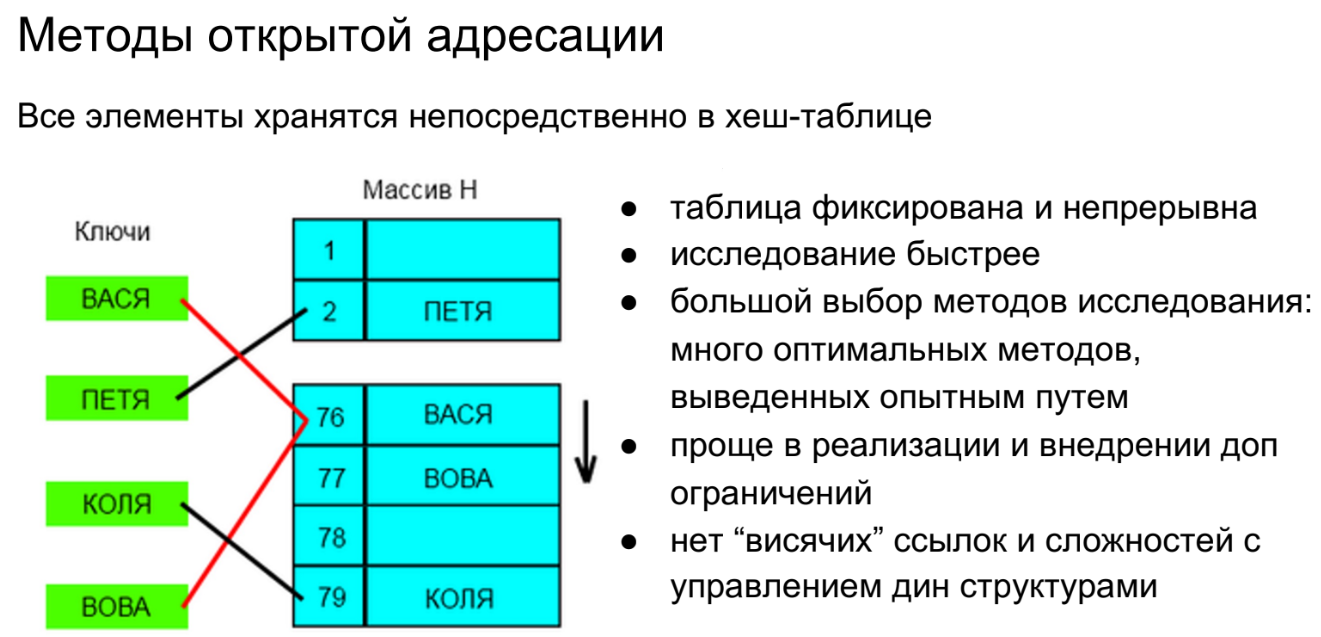 Методы открытой адресации
Все элементы хранятся непосредственно в хеш-таблице
Массив Н
Ключи
ВАСЯ
ПЕТЯ
КОЛЯ
ВОВА
1
2 ПЕТЯ
76 ВАСЯ
77 ВОВА
78
79 КОЛЯ
● таблица фиксирована и непрерывна
● исследование быстрее
● большой выбор методов исследования:
много оптимальных методов,
выведенных опытным путем
● проще в реализации и внедрении доп
ограничений
● нет “висячих” ссылок и сложностей с
управлением дин структурами